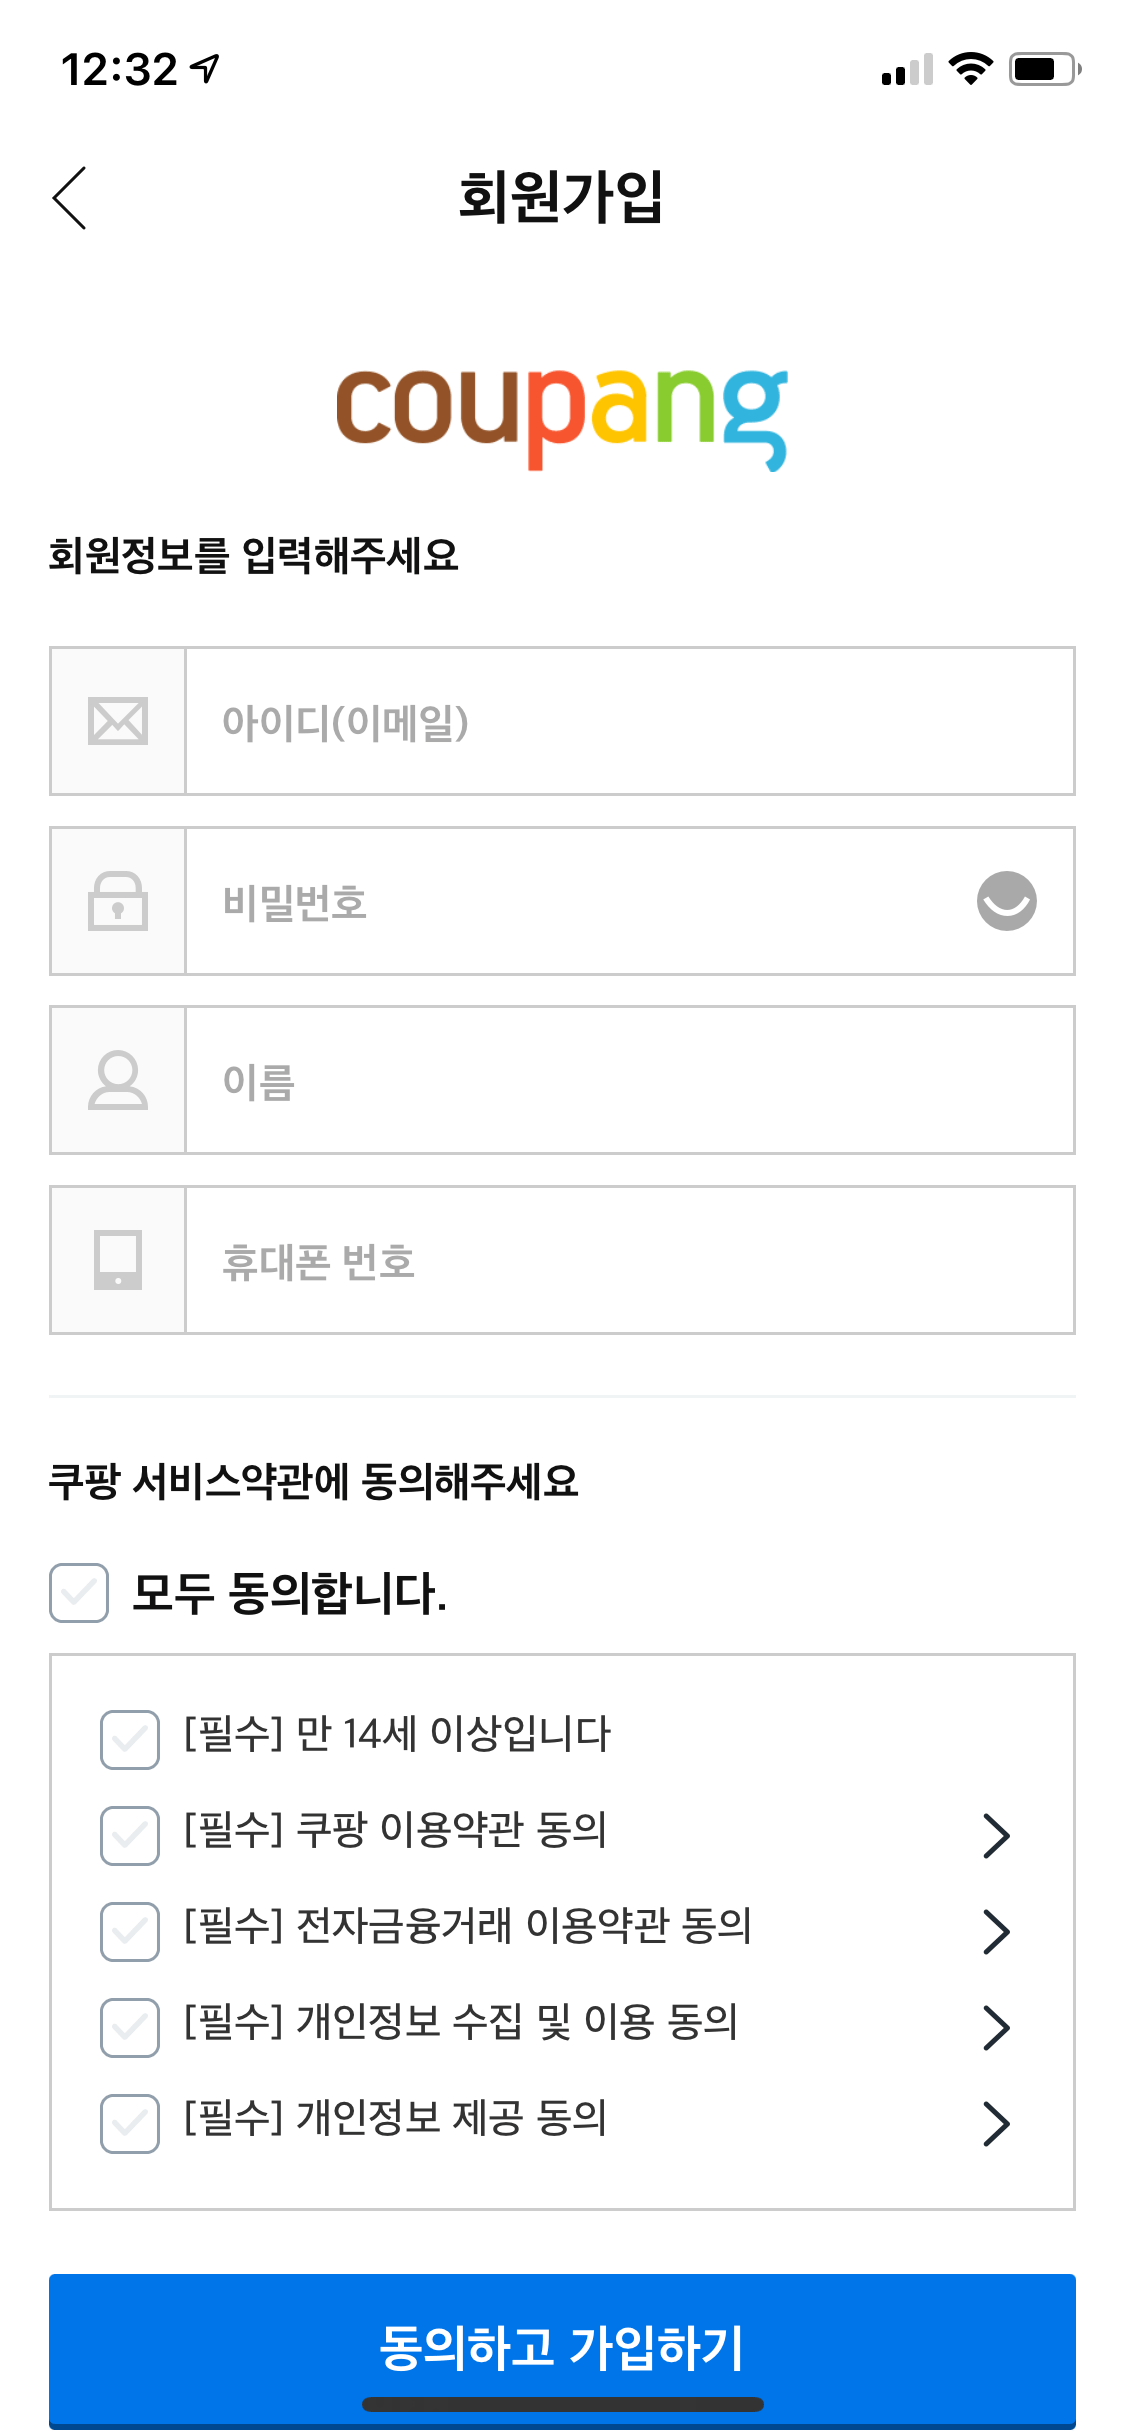 12:32
회원가입
coupang
회원정보를 입력해주세요
아이디(이메일)
비밀번호
이름
휴대폰 번호
쿠팡 서비스약관에 동의해주세요
모두 동의합니다.
[필수] 만 14세 이상입니다
[필수] 쿠팡 이용약관 동의
[필수] 전자금융거래 이용약관 동의
[필수] 개인정보 수집 및 이용 동의
[필수] 개인정보 제공 동의
동의하고 가입하기